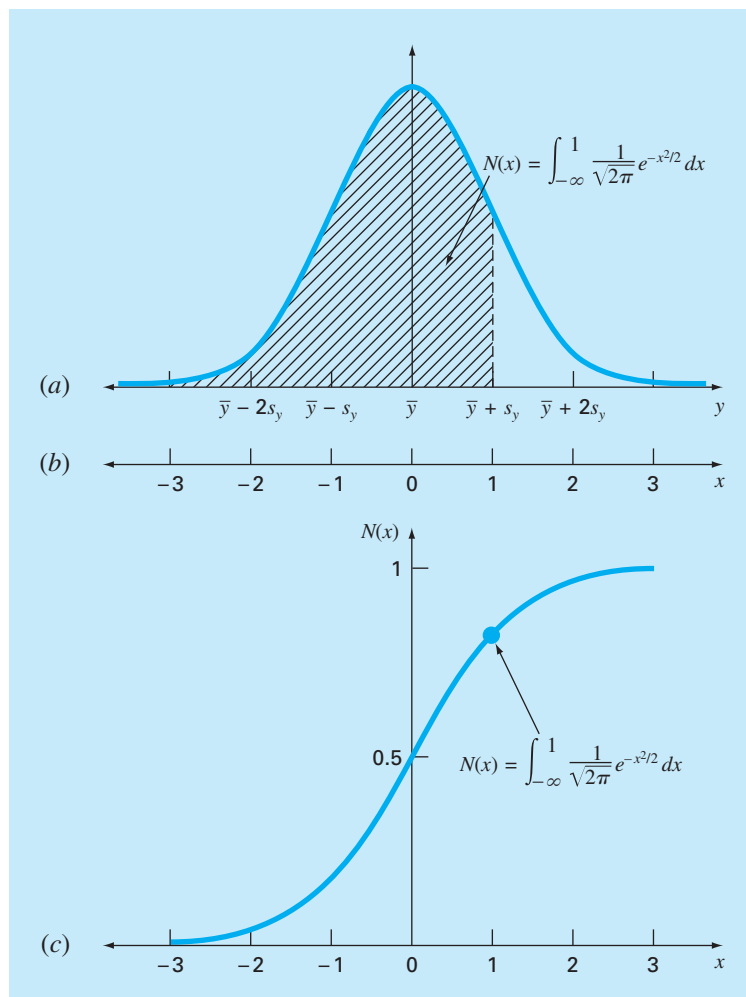 N(x) = ∫_{−∞}^{1} 1/√2π e^{−x²/2} dx
(a)
y̅ − 2s_y y̅ − s_y y̅ y̅ + s_y y̅ + 2s_y y
(b)
−3 −2 −1 0 1 2 3 x
N(x)
1
0.5
N(x) = ∫_{−∞}^{1} 1/√2π e^{−x²/2} dx
(c)
−3 −2 −1 0 1 2 3 x